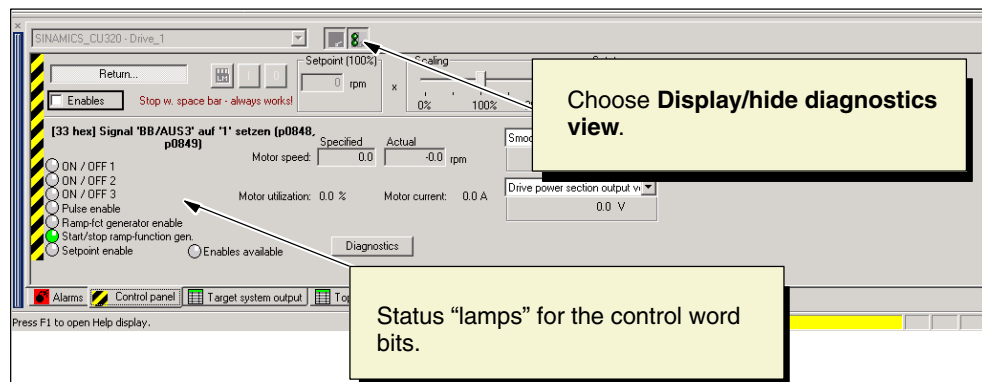 SINAMICS_CU320 - Drive_1
Return...
Setpoint (100%)
0 rpm
x
Scaling
0% 100%
Enables
Stop w. space bar - always works!
Choose Display/hide diagnostics
view.
[33 hex] Signal 'BB/AUS3' auf '1' setzen (p0848,
p0849)
Specified Actual
Motor speed: 0.0 -0.0 rpm
ON / OFF 1
ON / OFF 2
ON / OFF 3
Motor utilization: 0.0 % Motor current: 0.0 A
Drive power section output
0.0 V
Pulse enable
Ramp-fct generator enable
Start/stop ramp-function gen.
Setpoint enable
Enables available
Diagnostics
Status “lamps” for the control word
bits.
Alarms Control panel Target system output
Press F1 to open Help display.